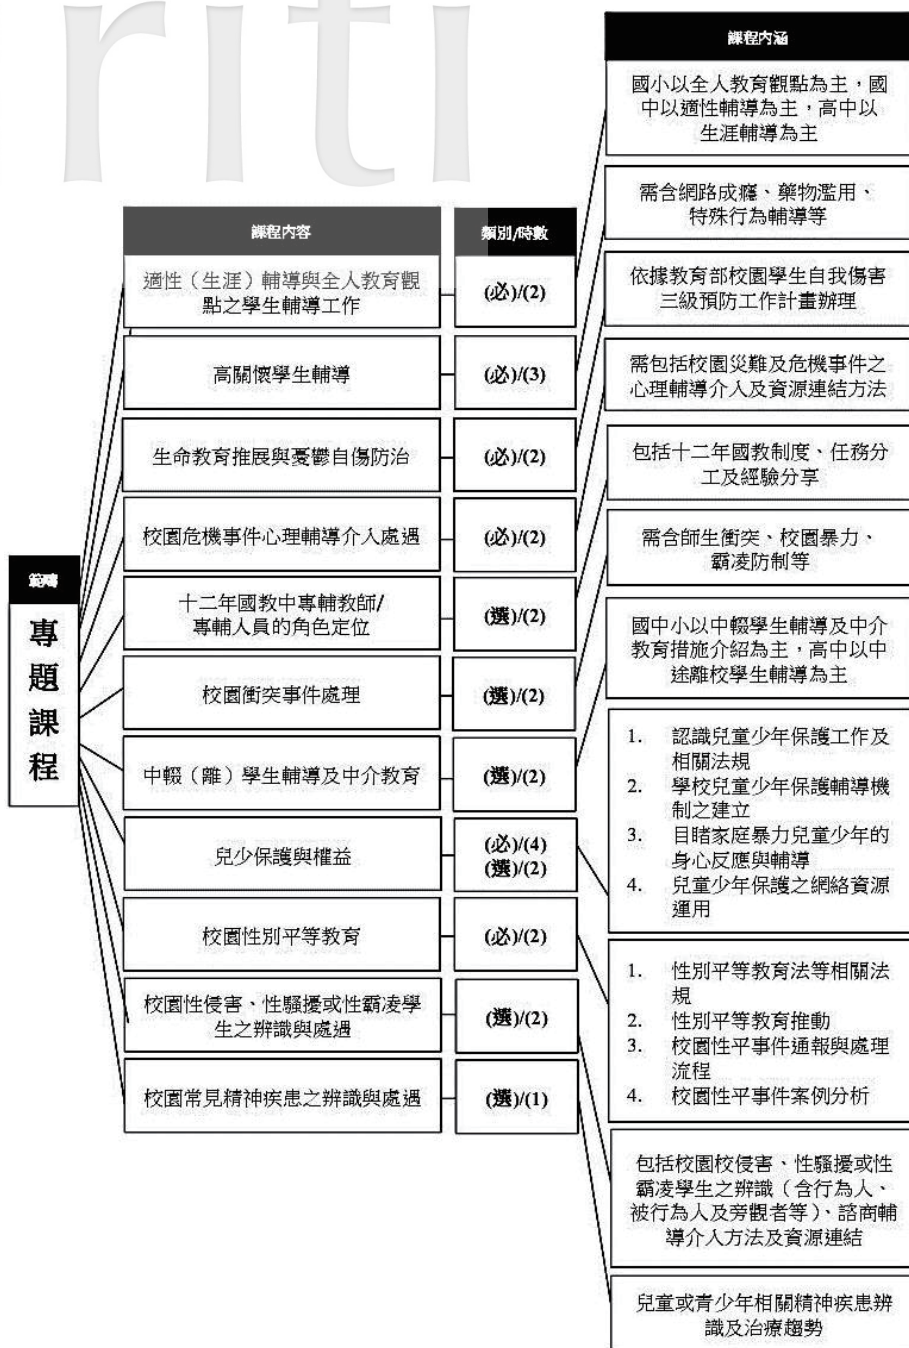 riti
範疇
專
題
課
程
課程內容
適性（生涯）輔導與全人教育觀
點之學生輔導工作
高關懷學生輔導
生命教育推展與憂鬱自傷防治
校園危機事件心理輔導介入處遇
十二年國教中專輔教師/
專輔人員的角色定位
校園衝突事件處理
中輟（離）學生輔導及中介教育
兒少保護與權益
校園性別平等教育
校園性侵害、性騷擾或性霸凌學
生之辨識與處遇
校園常見精神疾患之辨識與處遇
類別/時數
(必)/(2)
(必)/(3)
(必)/(2)
(必)/(2)
(選)/(2)
(選)/(2)
(選)/(2)
(必)/(4)
(選)/(2)
(必)/(2)
(選)/(2)
(選)/(1)
課程內涵
國小以全人教育觀點為主，國
中以適性輔導為主，高中以
生涯輔導為主
需含網路成癮、藥物濫用、
特殊行為輔導等
依據教育部校園學生自我傷害
三級預防工作計畫辦理
需包括校園災難及危機事件之
心理輔導介入及資源連結方法
包括十二年國教制度、任務分
工及經驗分享
需含師生衝突、校園暴力、
霸凌防制等
國中小以中輟學生輔導及中介
教育措施介紹為主，高中以中
途離校學生輔導為主
1. 認識兒童少年保護工作及
相關法規
2. 學校兒童少年保護輔導機
制之建立
3. 目睹家庭暴力兒童少年的
身心反應與輔導
4. 兒童少年保護之網絡資源
運用
1. 性別平等教育法等相關法
規
2. 性別平等教育推動
3. 校園性平事件通報與處理
流程
4. 校園性平事件案例分析
包括校園校侵害、性騷擾或性
霸凌學生之辨識（含行為人、
被行為人及旁觀者等）、諮商輔
導介入方法及資源連結
兒童或青少年相關精神疾患辨
識及治療趨勢